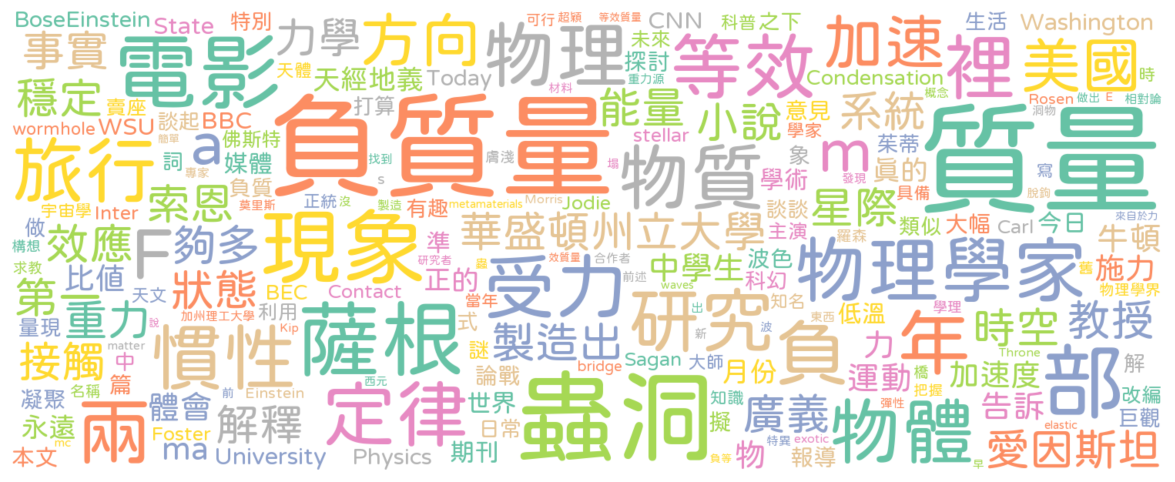 BoseEinstein
State
特別
可行
超穎
等效質量
CNN
科普
之下
生活
Washington
事實
電影
力學
方向
物理
未來
等效
加速
裡
美國
天體
天經地義
Today
探討
重力源
Condensation
概念
時
穩定
賣座
打算
材料
能量
意見
Rosen
做出
E
相對論
wormhole
WSU
談起
BBC
負質量
小說
系統
質量
洞物
旅行
a
佛斯特
stellar
學家
m
茱蒂
寫
簡單
詞
媒體
找到
膚淺
塌
物質
象
真的
發現
脫鉤
專家
負質
s
學術
具備
宇宙學
Inter
索恩
莫里斯
正統
沒
製造
有趣
metamaterials
Morris
Jodie
談談
星際
類似
大幅
Carl
今日
來自於力
做
效應
F
夠多
現象
準
華盛頓州立大學
主演
羅森
物理學家
牛頓
構想
求教
比值
正的
研究者
蟲
效質量
合作者
前述
中學生
波色
科幻
舊
施力
物理學界
第一
天文
狀態
BEC
Contact
當年
受力
waves
知名
學理
量現
重力
加州理工大學
利用
薩根
式
製造出
研究
出
負
低溫
年
時空
教授
說
Kip
新
波
東西
接觸
matter
中
慣性
謎
bridge
Sagan
大師
月份
力
橋
Throne
部
解
凝聚
名稱
篇
前
Einstein
西元
論戰
蟲洞
知識
運動
把握
加速度
改編
永遠
兩
體會
解釋
定律
世界
擬
廣義
物體
彈性
告訴
巨觀
mc
Foster
日常
特異
exotic
elastic
本文
ma
University
Physics
期刊
負等
物
報導
早
愛因斯坦